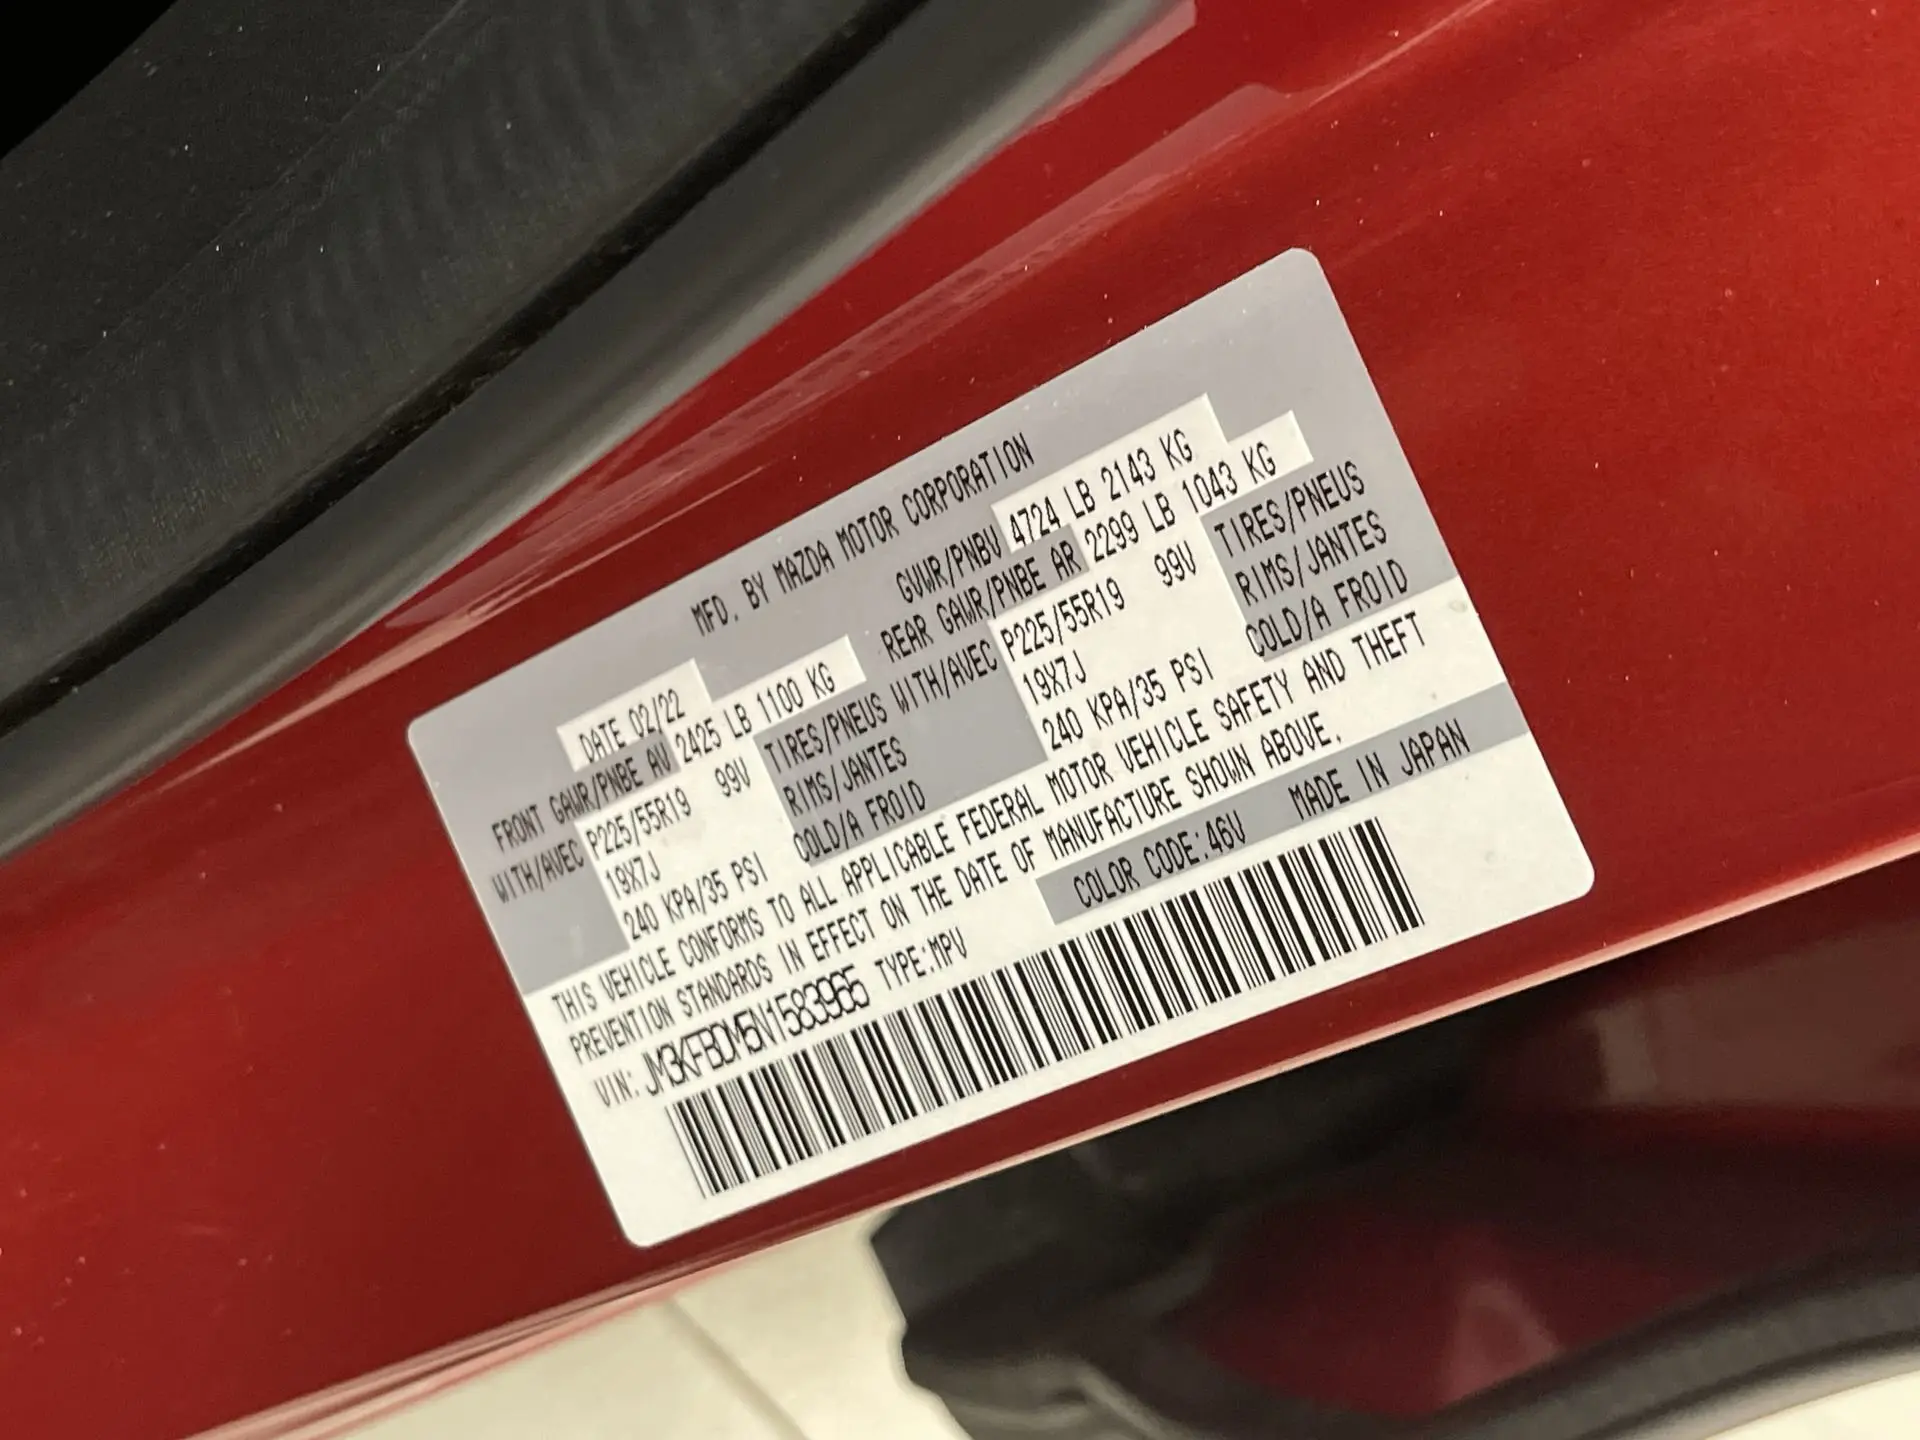 MFD. BY MAZDA MOTOR CORPORATION
DATE 02/22 GVWR/PNBV 4724 LB 2143 KG
FRONT GAWR/PNBE AV 2425 LB 1100 KG REAR GAWR/PNBE AR 2299 LB 1043 KG
WITH/AVEC P225/55R19 99V TIRES/PNEUS WITH/AVEC P225/55R19 99V TIRES/PNEUS
19X7J RIMS/JANTES 19X7J RIMS/JANTES
240 KPA/35 PSI COLD/A FROID 240 KPA/35 PSI COLD/A FROID
THIS VEHICLE CONFORMS TO ALL APPLICABLE FEDERAL MOTOR VEHICLE SAFETY AND THEFT
PREVENTION STANDARDS IN EFFECT ON THE DATE OF MANUFACTURE SHOWN ABOVE.
VIN: JM3KFBDM5N1583965 TYPE:MPV COLOR CODE:46V MADE IN JAPAN